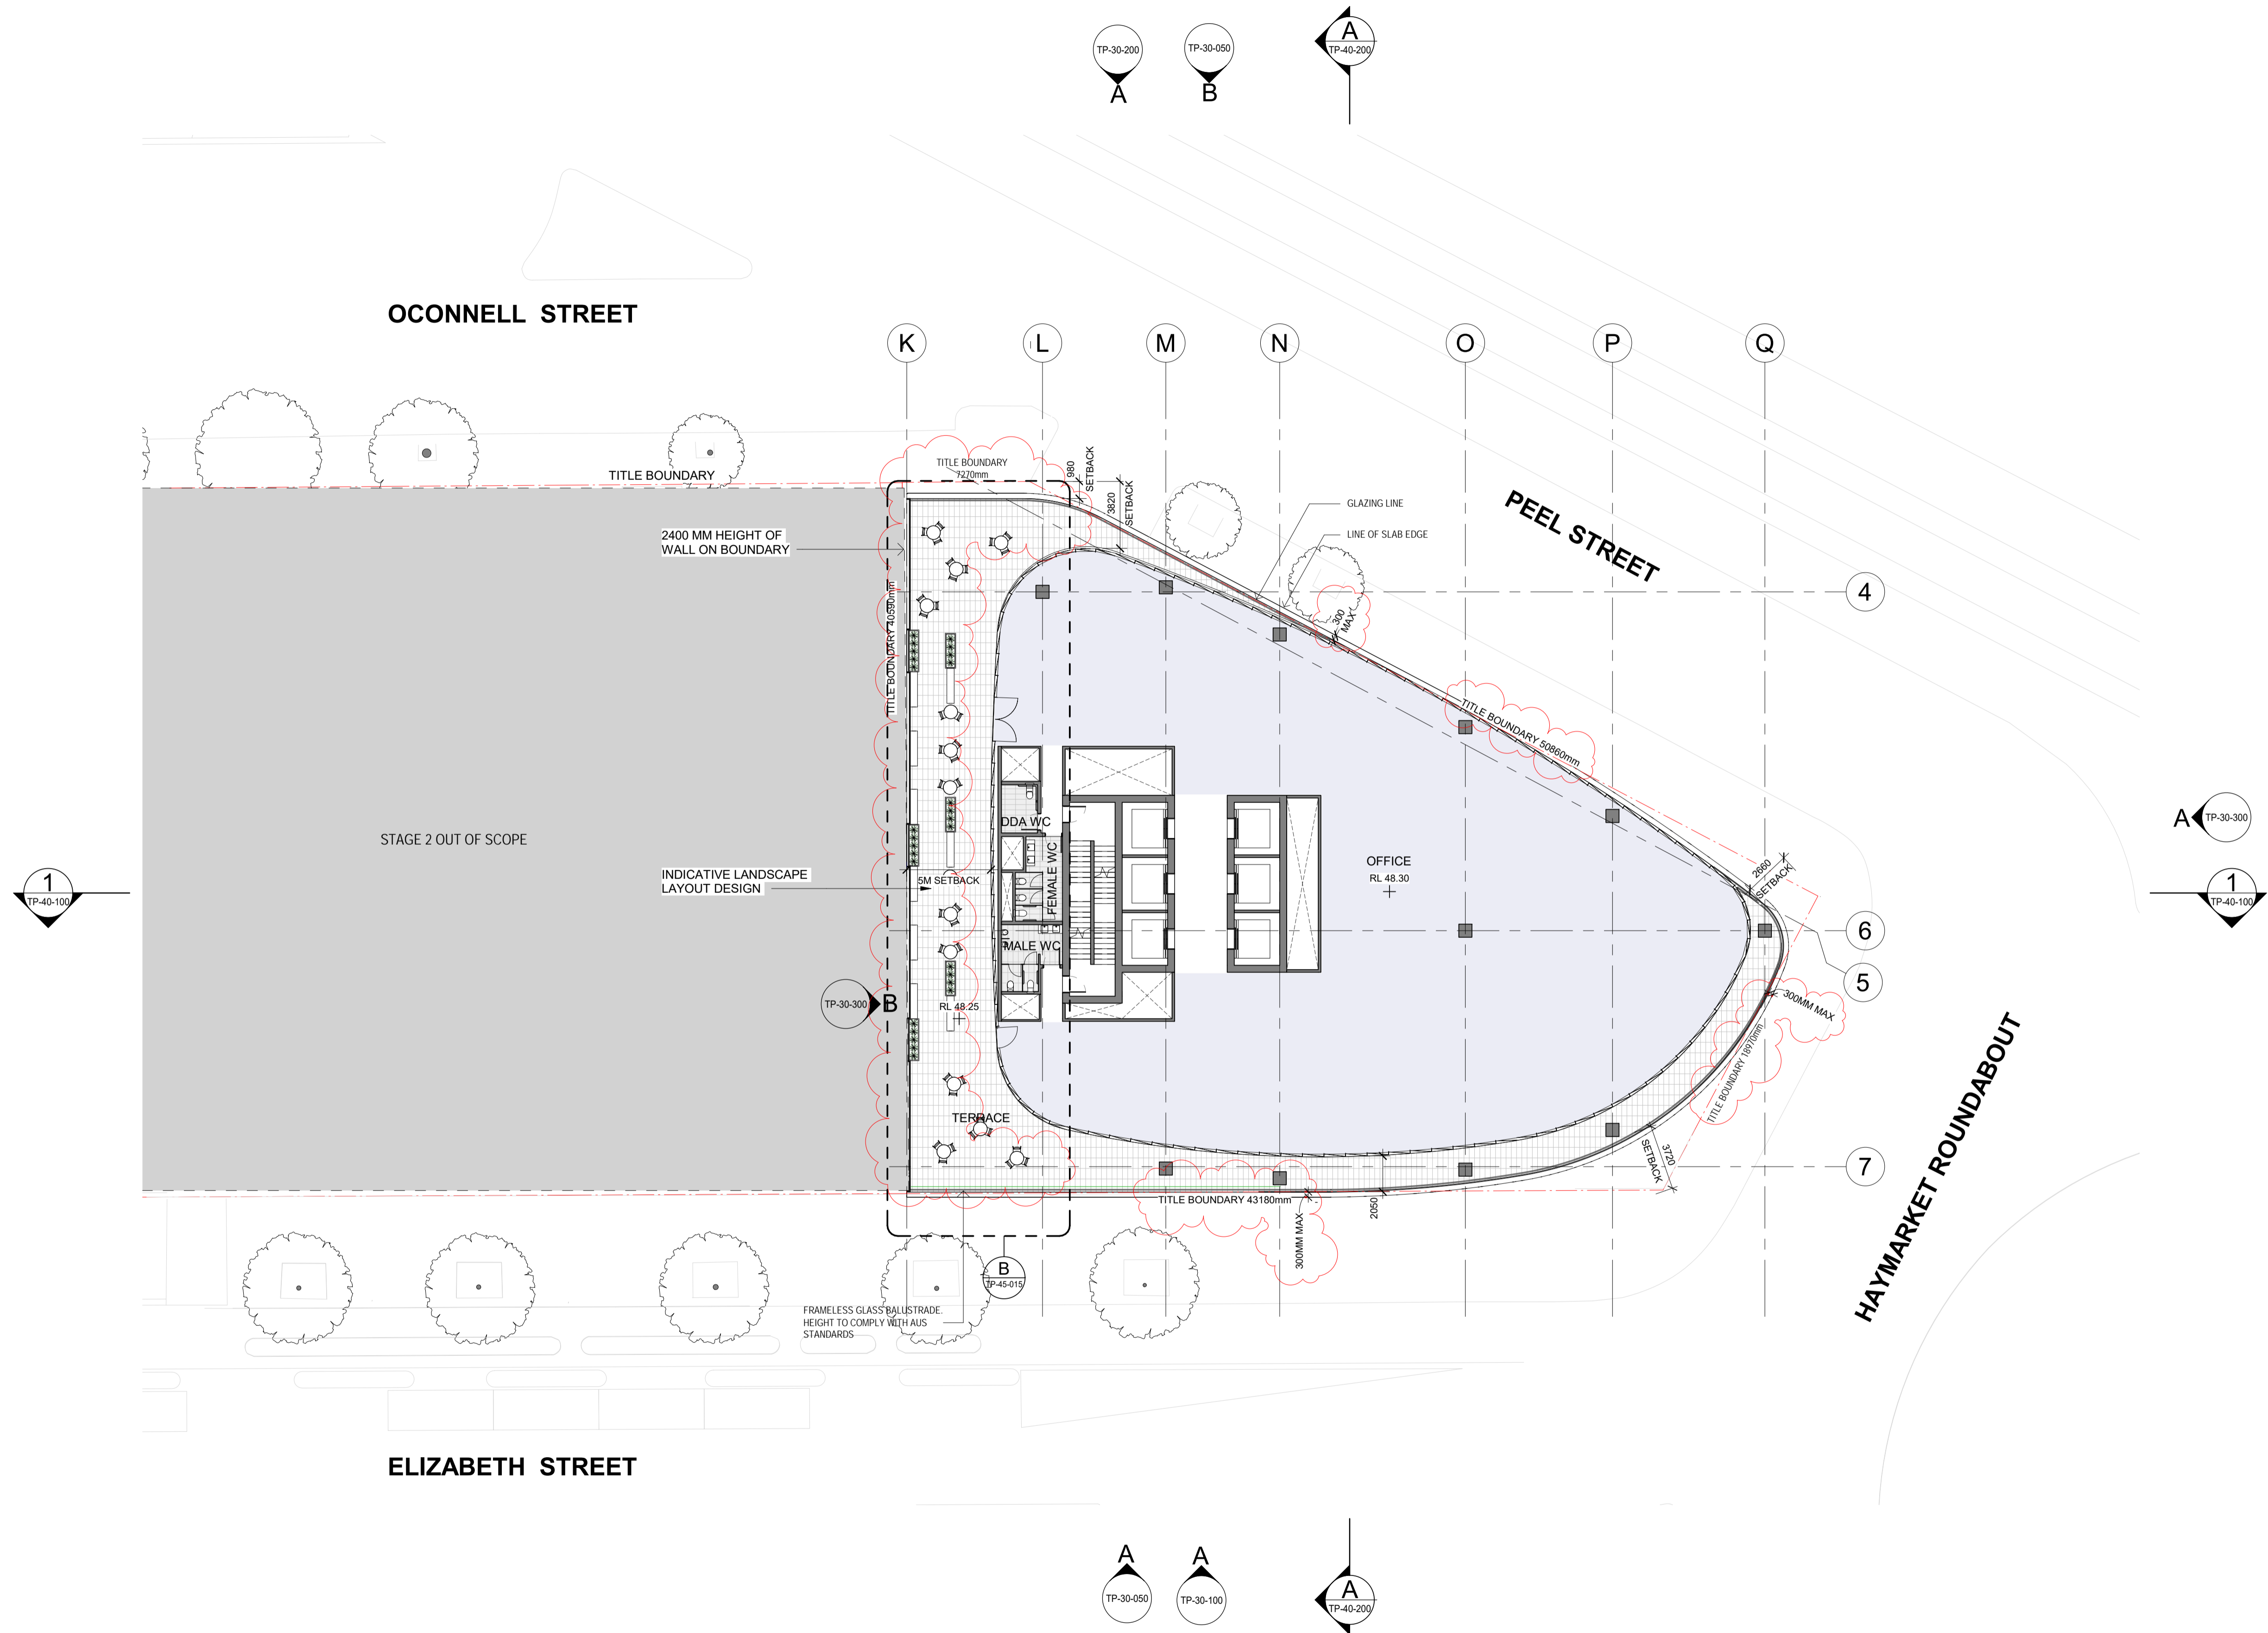 TP-30-200
A
TP-30-050
B
A
TP-40-200
OCONNELL STREET
K
L
M
N
O
P
Q
TITLE BOUNDARY
TITLE BOUNDARY
7270mm
980
SETBACK
3820
SETBACK
GLAZING LINE
LINE OF SLAB EDGE
PEEL STREET
2400 MM HEIGHT OF
WALL ON BOUNDARY
4
300
MAX
TITLE BOUNDARY 40590mm
TITLE BOUNDARY 50860mm
STAGE 2 OUT OF SCOPE
DDA WC
FEMALE WC
MALE WC
OFFICE
RL 48.30
A
TP-30-300
INDICATIVE LANDSCAPE
LAYOUT DESIGN
5M SETBACK
2660
SETBACK
1
TP-40-100
1
TP-40-100
6
5
TP-30-300
B
RL 48.25
300MM MAX
TITLE BOUNDARY 18970mm
TERRACE
3720
SETBACK
7
TITLE BOUNDARY 43180mm
2050
300MM MAX
HAYMARKET ROUNDABOUT
B
TP-45-015
FRAMELESS GLASS BALUSTRADE.
HEIGHT TO COMPLY WITH AUS
STANDARDS
ELIZABETH STREET
A
TP-30-050
A
TP-30-100
A
TP-40-200